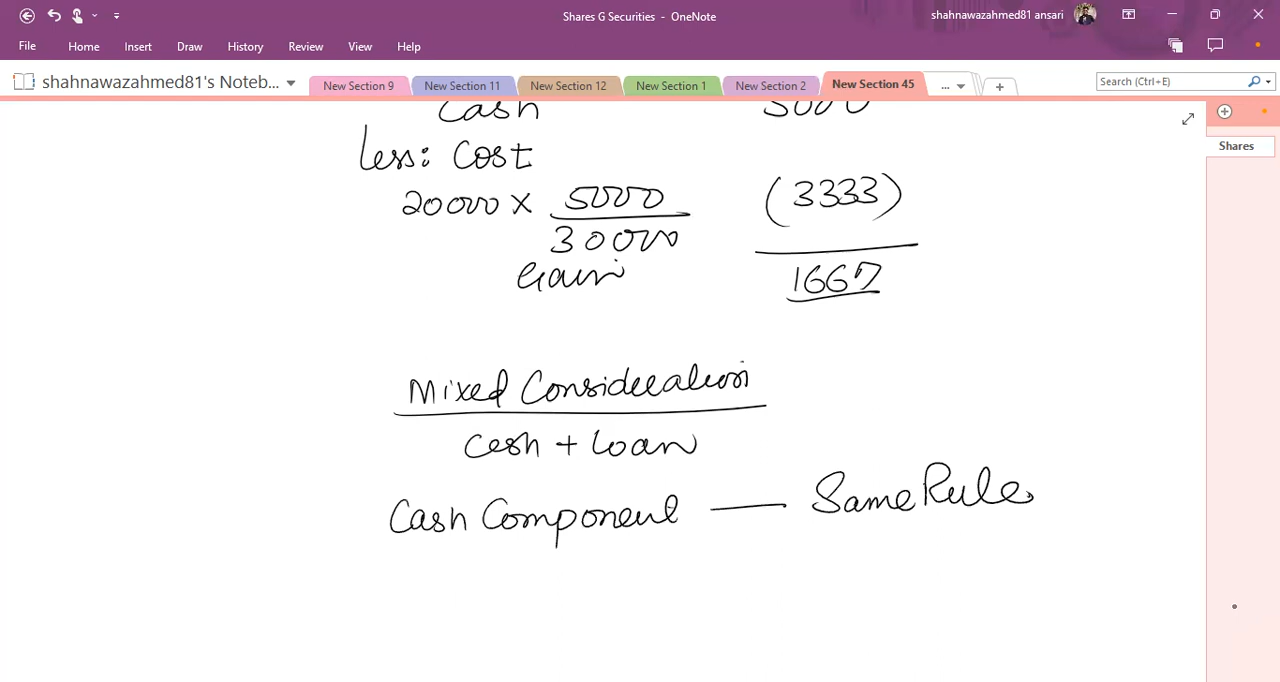 Shares G Securities - OneNote
shahnawazahmed81 ansari
File Home Insert Draw History Review View Help
shahnawazahmed81's Noteb... New Section 9 New Section 11 New Section 12 New Section 1 New Section 2 New Section 45 ... Search (Ctrl+E)
Shares
Cash 5000
less: Cost
20000 × 5000 (3333)
30000
Gain 1667
Mixed Consideration
Cash + Loan
Cash Component — Same Rule